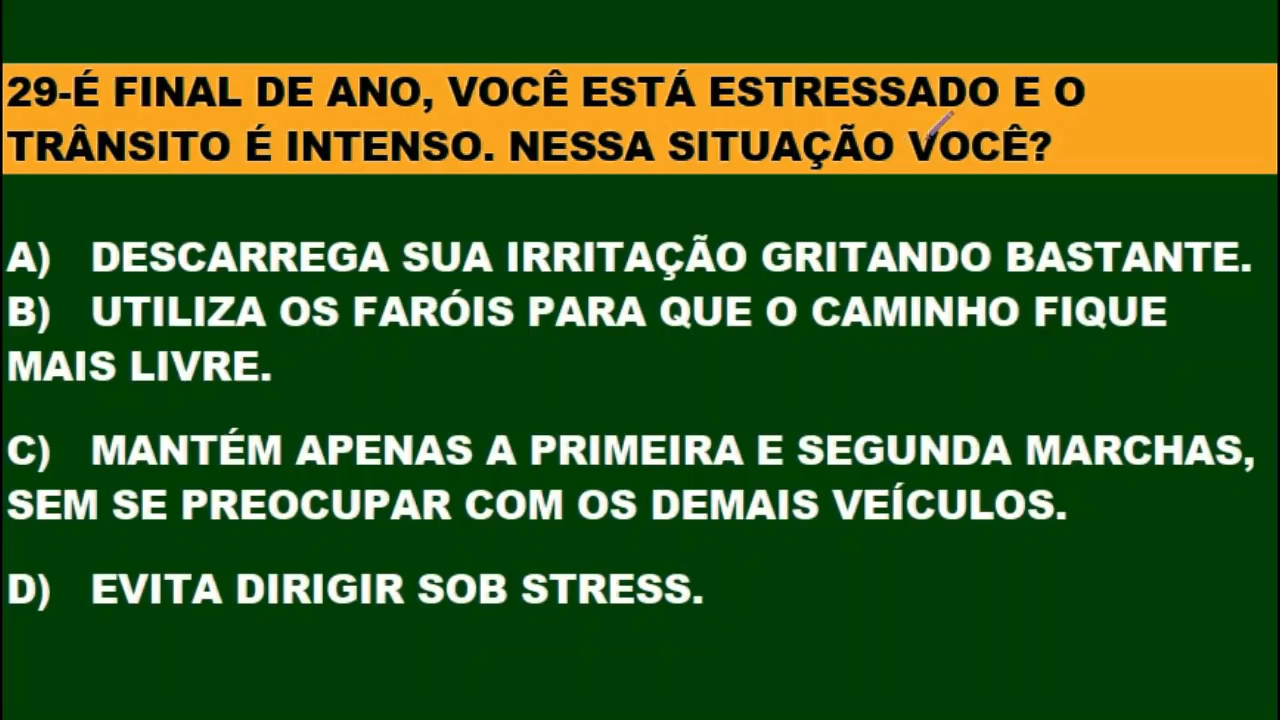 29-É FINAL DE ANO, VOCÊ ESTÁ ESTRESSADO E O
TRÂNSITO É INTENSO. NESSA SITUAÇÃO VOCÊ?
A) DESCARREGA SUA IRRITAÇÃO GRITANDO BASTANTE.
B) UTILIZA OS FARÓIS PARA QUE O CAMINHO FIQUE
MAIS LIVRE.
C) MANTÉM APENAS A PRIMEIRA E SEGUNDA MARCHAS,
SEM SE PREOCUPAR COM OS DEMAIS VEÍCULOS.
D) EVITA DIRIGIR SOB STRESS.